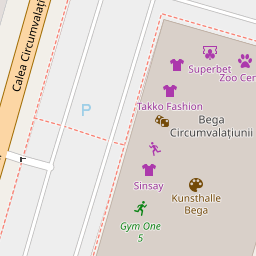 Calea Circumvalați
P
Superbet
Zoo Cen
Takko Fashion
Bega
Circumvalațiunii
Sinsay
Kunsthalle
Bega
Gym One
5